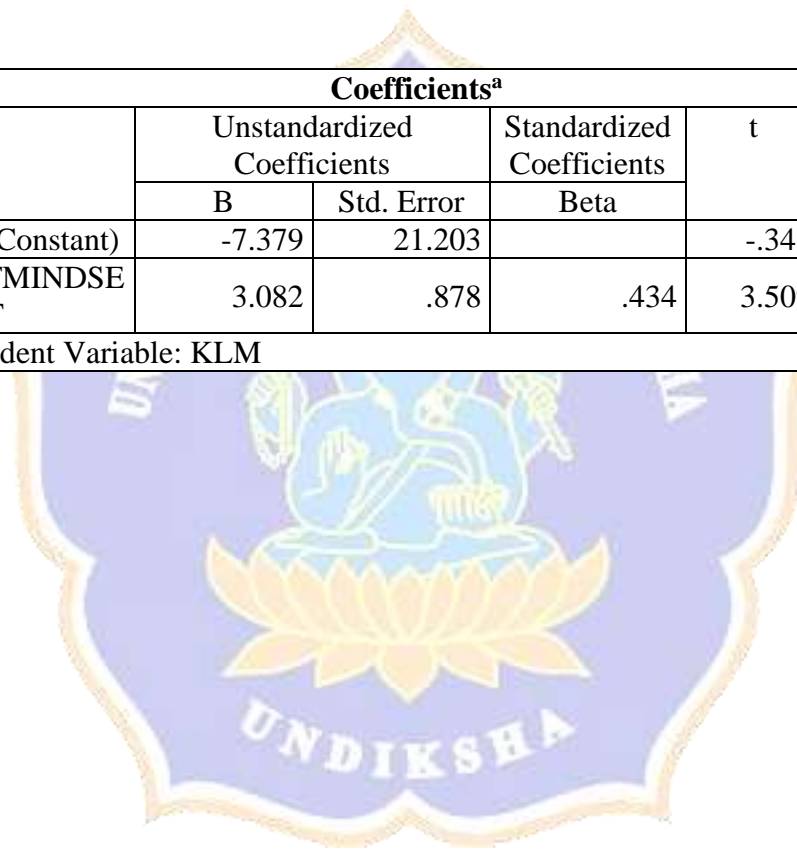 Coefficientsa
Unstandardized Coefficients Standardized Coefficients t
B Std. Error Beta
Constant) -7.379 21.203 -.34
MINDSE 3.082 .878 .434 3.50
dent Variable: KLM
UNDIKSHA